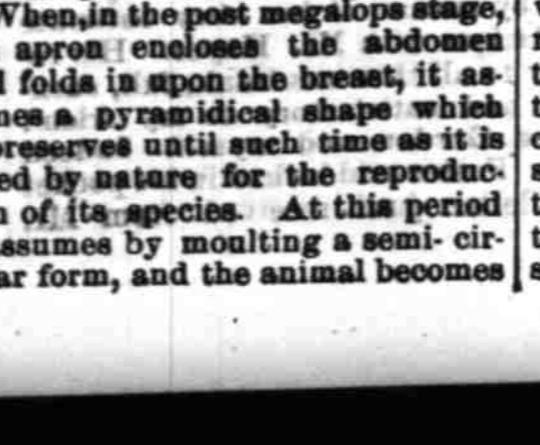 When,in the post megalops stage,
apron encloses the abdomen
folds in upon the breast, it as-
a pyramidical shape which
preserves until such time as it is
ed by nature for the reproduc-
of its species. At this period
assumes by moulting a semi- cir-
ar form, and the animal becomes